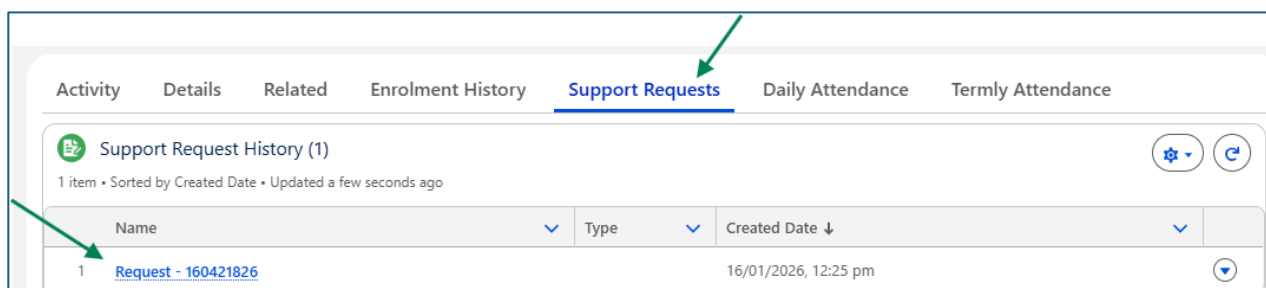 Activity Details Related Enrolment History Support Requests Daily Attendance Termly Attendance
Support Request History (1)
1 item • Sorted by Created Date • Updated a few seconds ago
Name Type Created Date ↓
1 Request - 160421826 16/01/2026, 12:25 pm